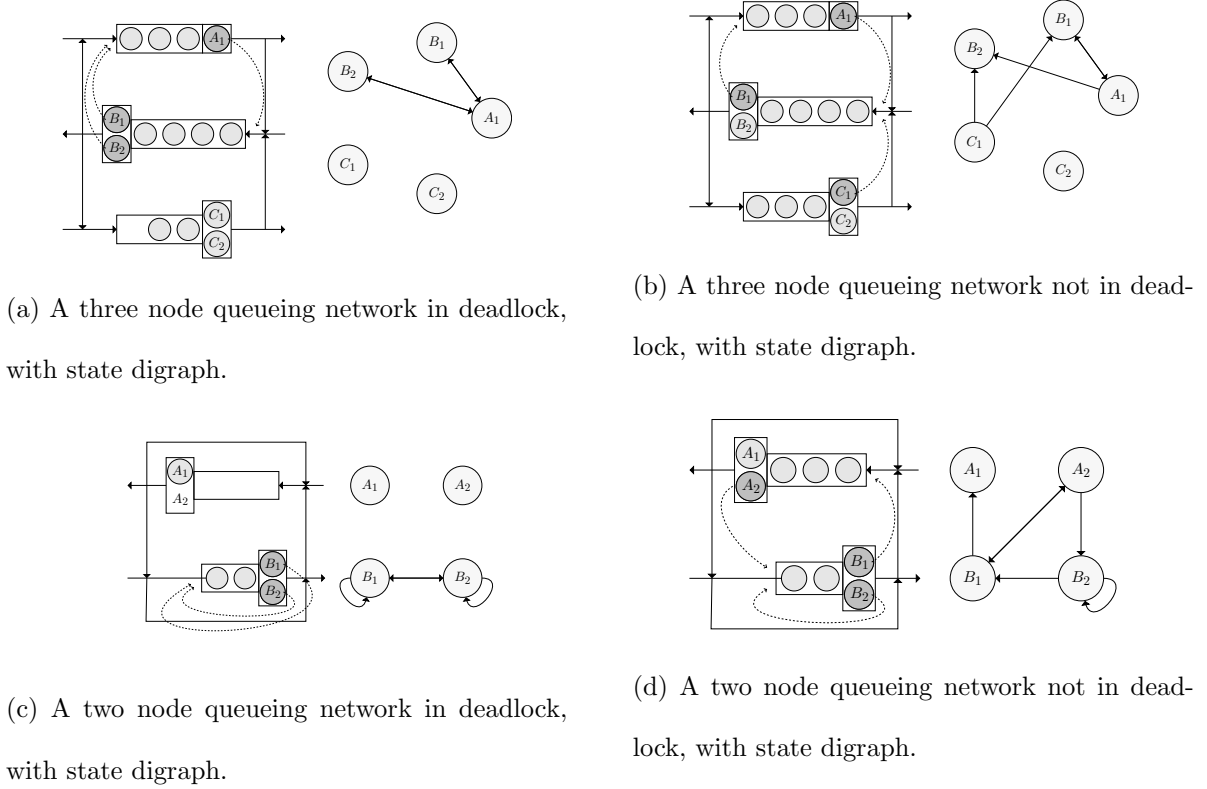 A₁
B₁
B₂
C₁
C₂
B₁
B₂
A₁
C₁
C₂
(a) A three node queueing network in deadlock,
with state digraph.
A₁
B₁
B₂
C₁
C₂
B₁
B₂
A₁
C₁
C₂
(b) A three node queueing network not in dead-
lock, with state digraph.
A₁
A₂
B₁
B₂
A₁ A₂
B₁ B₂
(c) A two node queueing network in deadlock,
with state digraph.
A₁
A₂
B₁
B₂
A₁ A₂
B₁ B₂
(d) A two node queueing network not in dead-
lock, with state digraph.